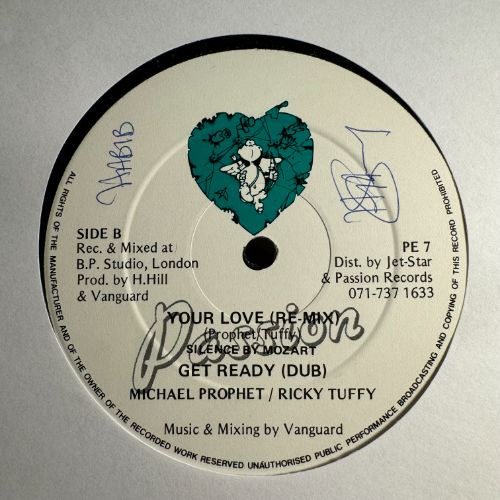 HABIB
SIDE B
Rec. & Mixed at
B.P. Studio, London
Prod. by H.Hill
& Vanguard
PE 7
Dist. by Jet-Star
& Passion Records
071-737 1633
Passion
YOUR LOVE (RE-MIX)
(Prophet/Tuffy)
SILENCE BY MOZART
GET READY (DUB)
MICHAEL PROPHET / RICKY TUFFY
Music & Mixing by Vanguard
ALL RIGHTS OF THE MANUFACTURER AND OF THE OWNER OF THE RECORDED WORK RESERVED UNAUTHORISED PUBLIC PERFORMANCE BROADCASTING AND COPYING OF THIS RECORD PROHIBITED